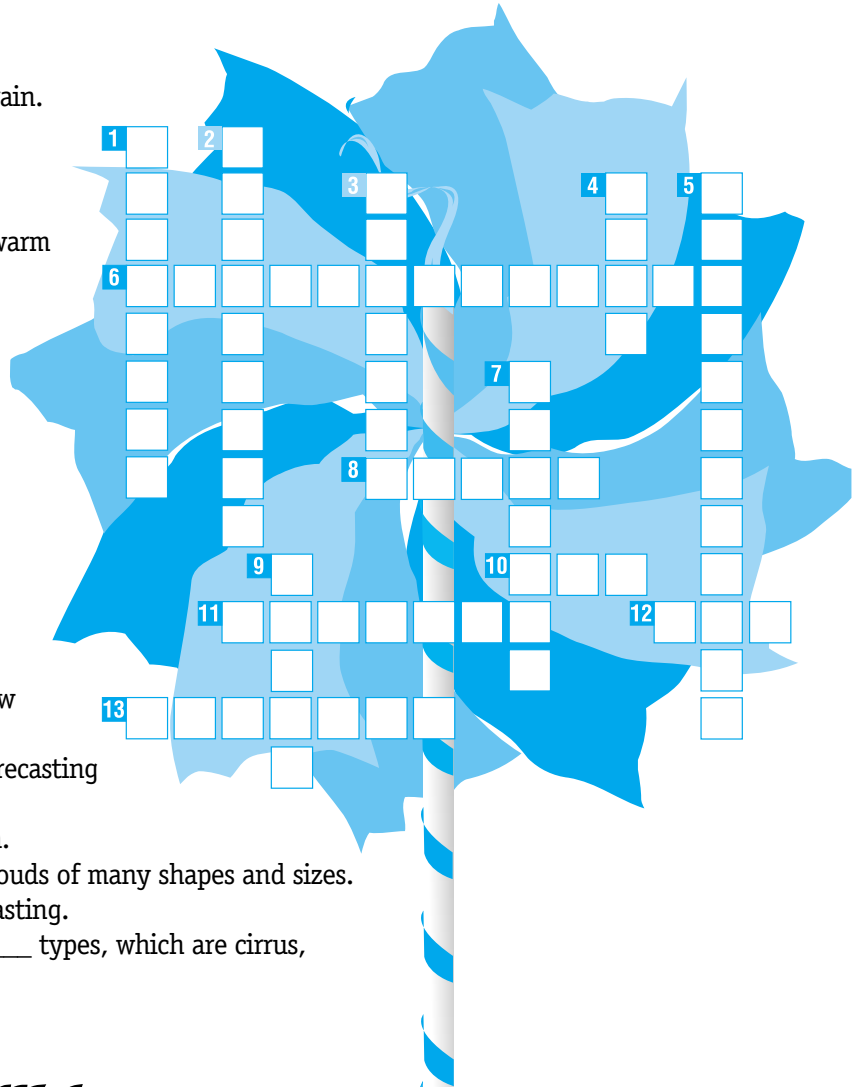 ain.
1 2
3 4 5
warm
6
7
8
9 10
11 12
w
13
recasting
ouds of many shapes and sizes.
asting.
__ types, which are cirrus,